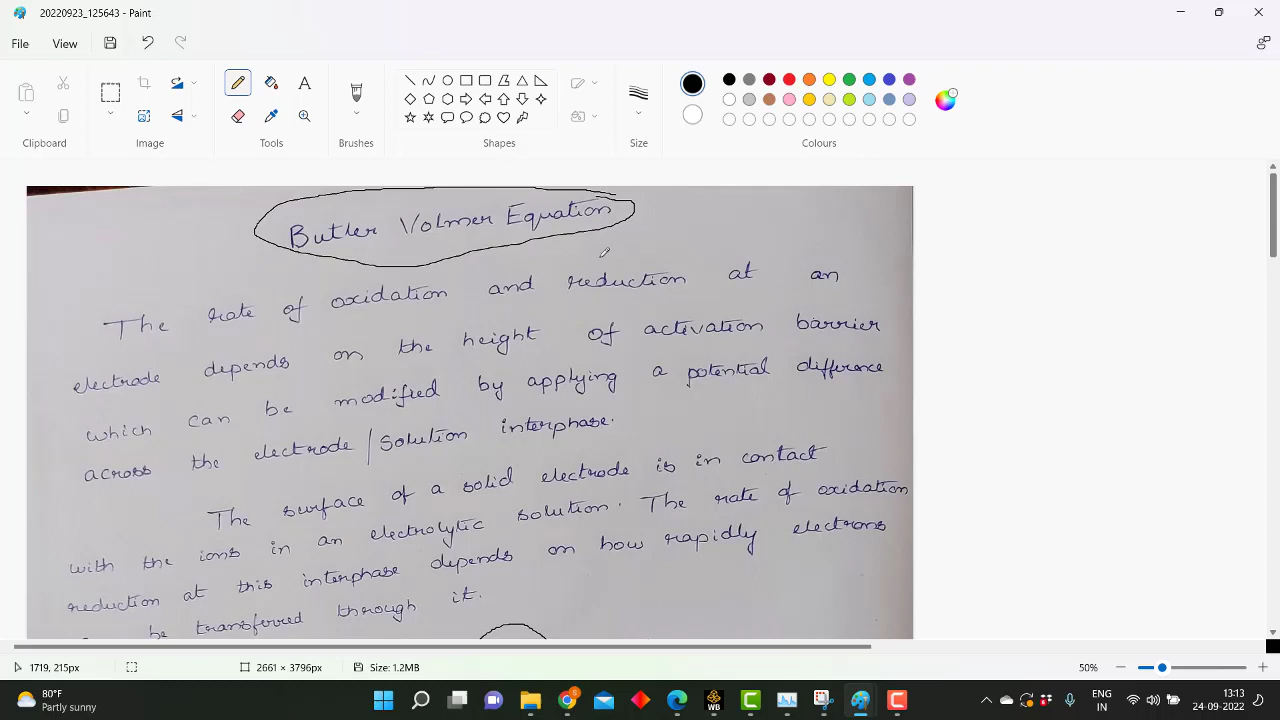 20220923_125643 - Paint
File View
Clipboard Image Tools Brushes Shapes Size Colours
Butler Volmer Equation
The rate of oxidation and reduction at an
electrode depends on the height of activation barrier
which can be modified by applying a potential difference
across the electrode/solution interphase.
The surface of a solid electrode is in contact
with the ions in an electrolytic solution. The rate of oxidation
reduction at this interphase depends on how rapidly electrons
be transferred through it.
1719, 215px 2661 × 3796px Size: 1.2MB 50%
80°F
Partly sunny
WB
ENG
IN
13:13
24-09-2022